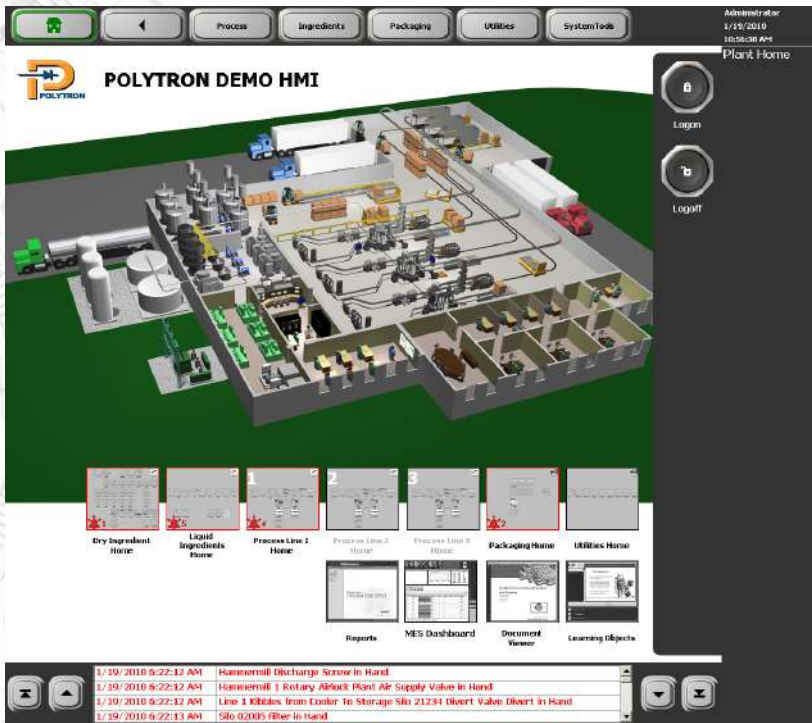 Process Ingredients Packaging Utilities SystemTools
Administrator
1/19/2010
10:56:38 AM
Plant Home
POLYTRON
POLYTRON DEMO HMI
Logon
Logoff
1 2 3
1 5 4 2
Dry Ingredient Home
Liquid Ingredients Home
Process Line 1 Home
Process Line 2 Home
Process Line 3 Home
Packaging Home
Utilities Home
Reports
MES Dashboard
Document Viewer
Learning Objects
1/19/2010 6:22:12 AM Hammermill Discharge Screw in Hand
1/19/2010 6:22:12 AM Hammermill 1 Rotary Airlock Plant Air Supply Valve in Hand
1/19/2010 6:22:12 AM Line 1 Kibbles from Cooler To Storage Silo 21234 Divert Valve Divert in Hand
1/19/2010 6:22:13 AM Silo 02005 Filter in Hand